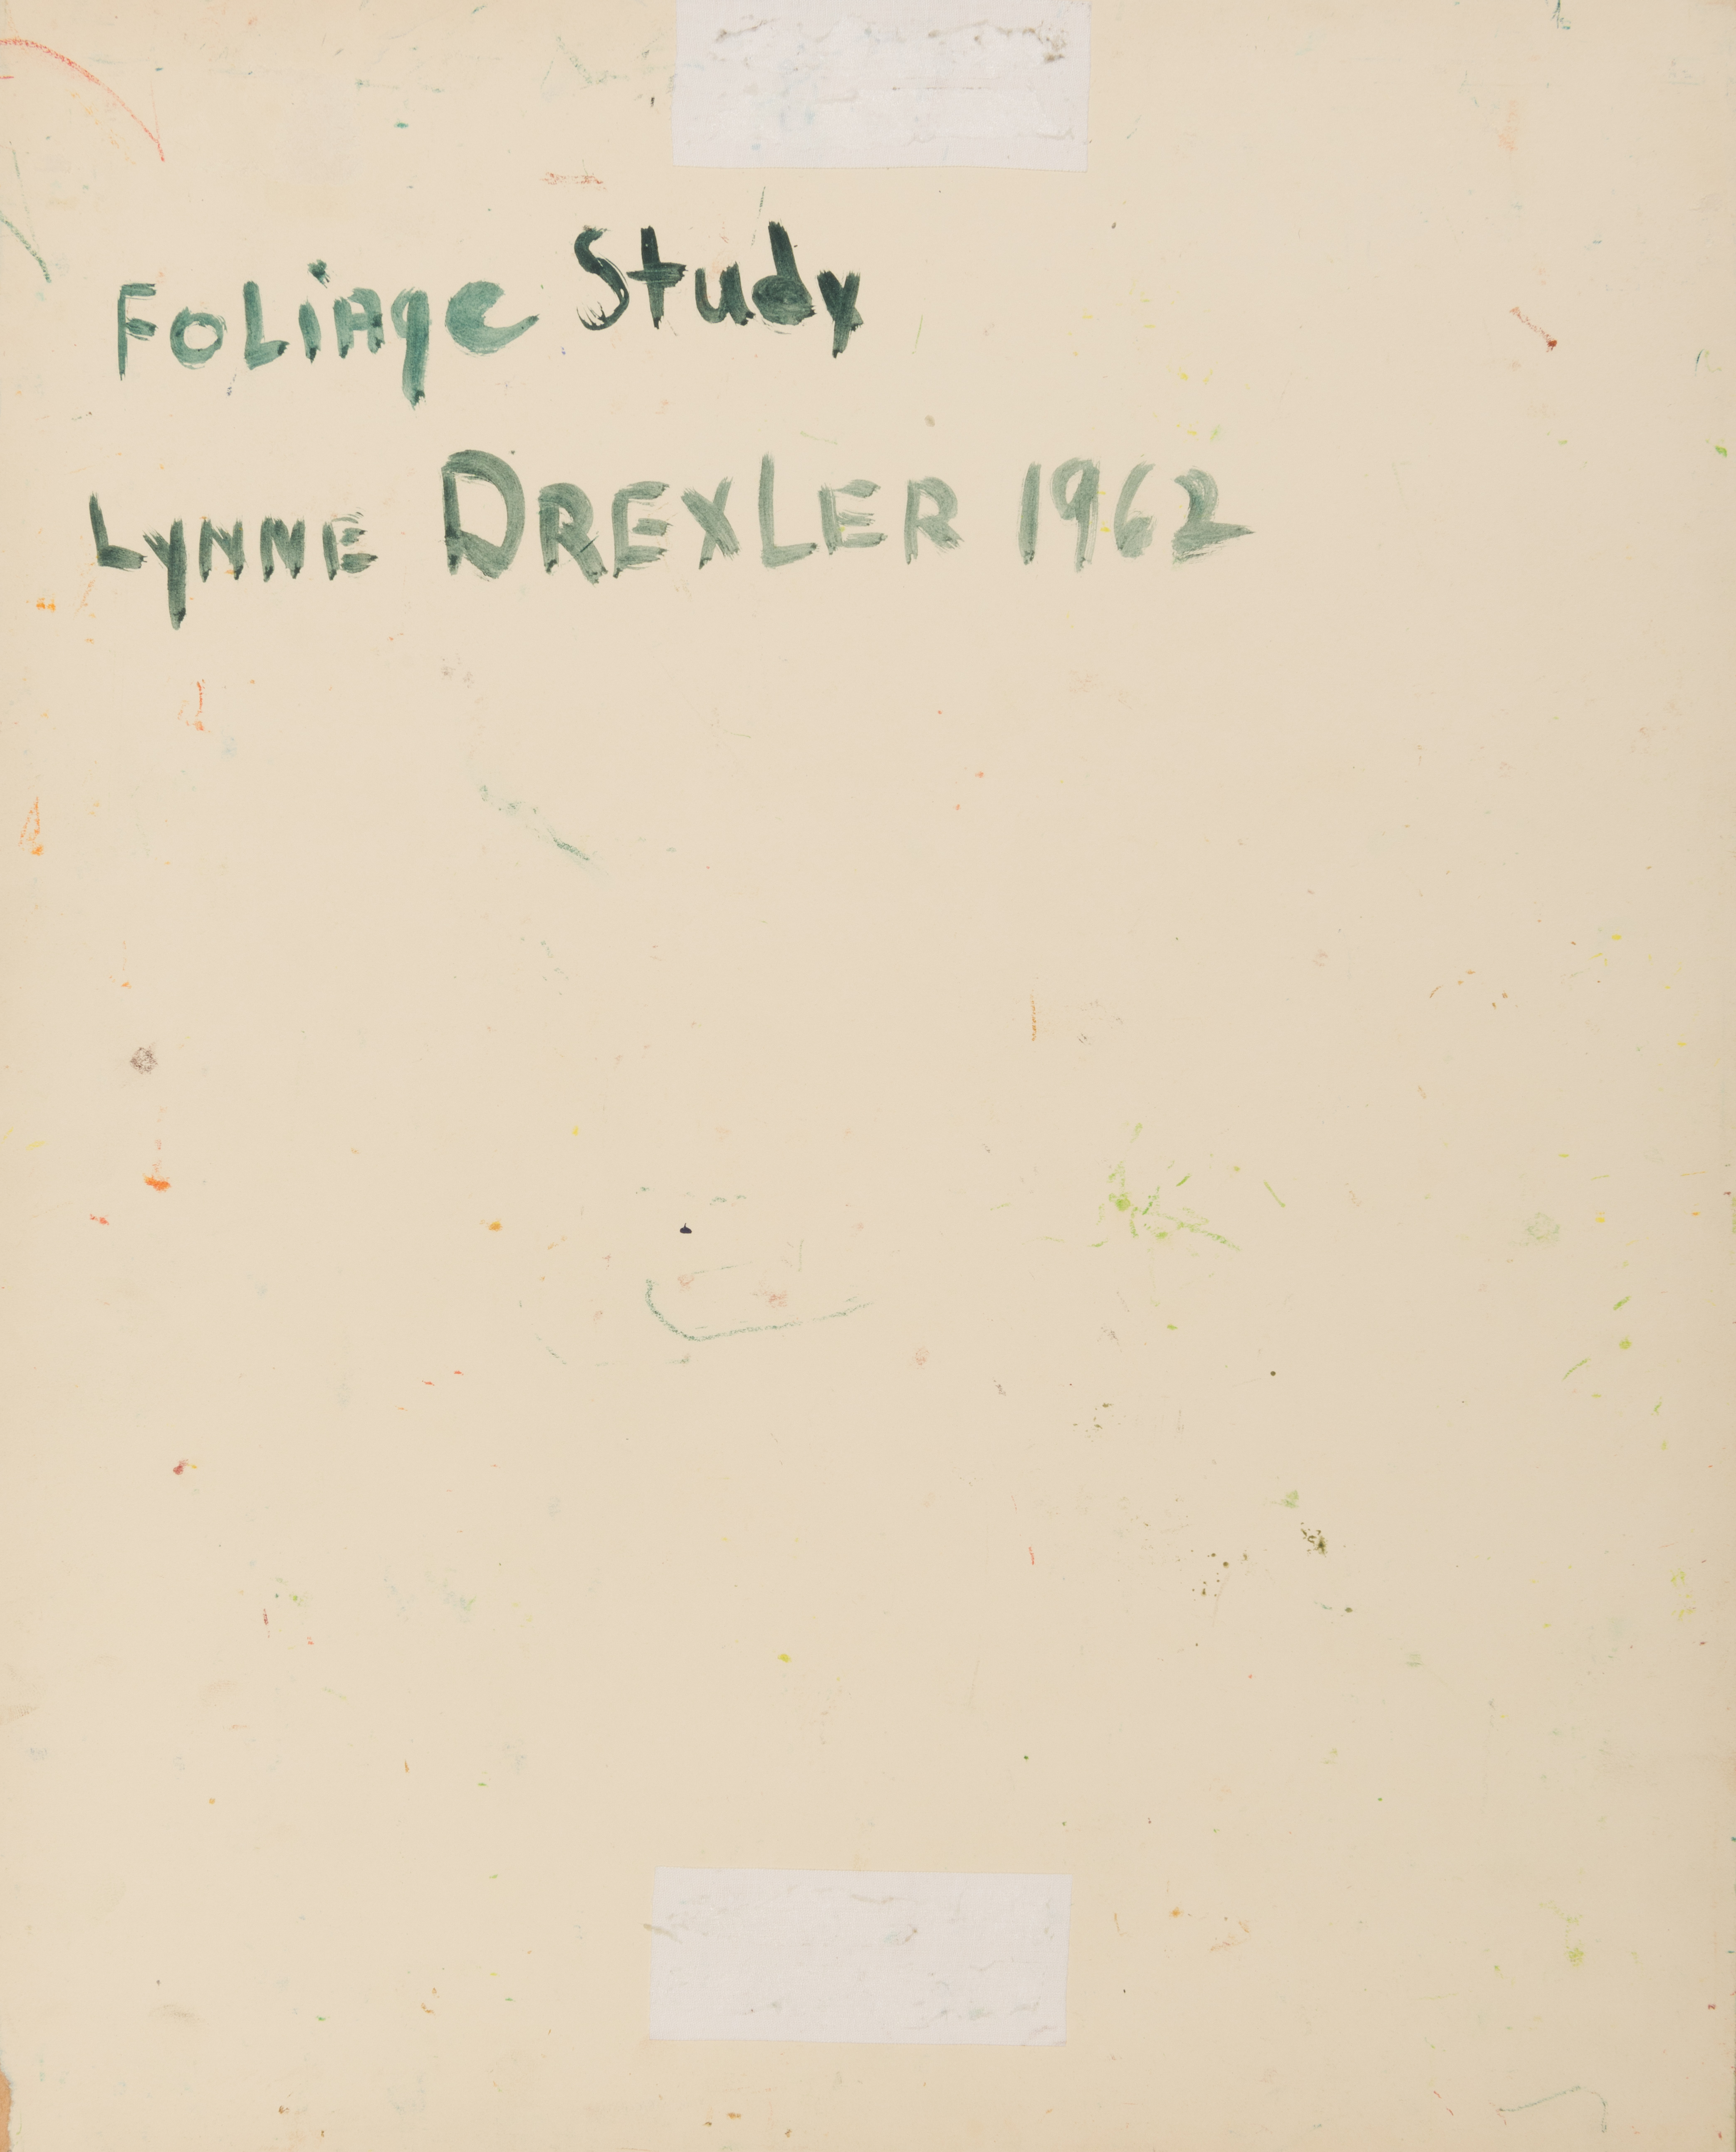 FoLiAge Study
LyNNE DREXLER 1962